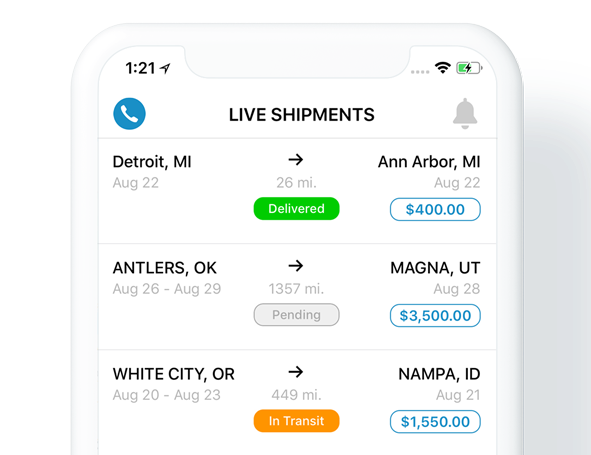 1:21
LIVE SHIPMENTS
Detroit, MI → Ann Arbor, MI
Aug 22 26 mi. Aug 22
Delivered $400.00
ANTLERS, OK → MAGNA, UT
Aug 26 - Aug 29 1357 mi. Aug 28
Pending $3,500.00
WHITE CITY, OR → NAMPA, ID
Aug 20 - Aug 23 449 mi. Aug 21
In Transit $1,550.00